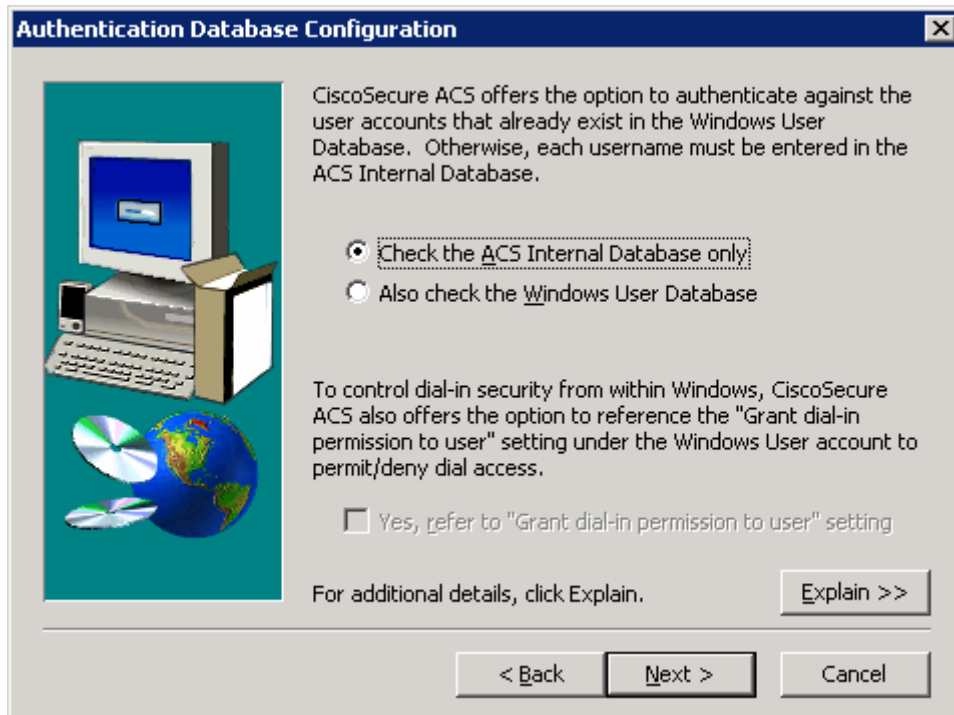 Authentication Database Configuration
CiscoSecure ACS offers the option to authenticate against the
user accounts that already exist in the Windows User
Database. Otherwise, each username must be entered in the
ACS Internal Database.
Check the ACS Internal Database only
Also check the Windows User Database
To control dial-in security from within Windows, CiscoSecure
ACS also offers the option to reference the "Grant dial-in
permission to user" setting under the Windows User account to
permit/deny dial access.
Yes, refer to "Grant dial-in permission to user" setting
For additional details, click Explain.
Explain >>
< Back
Next >
Cancel